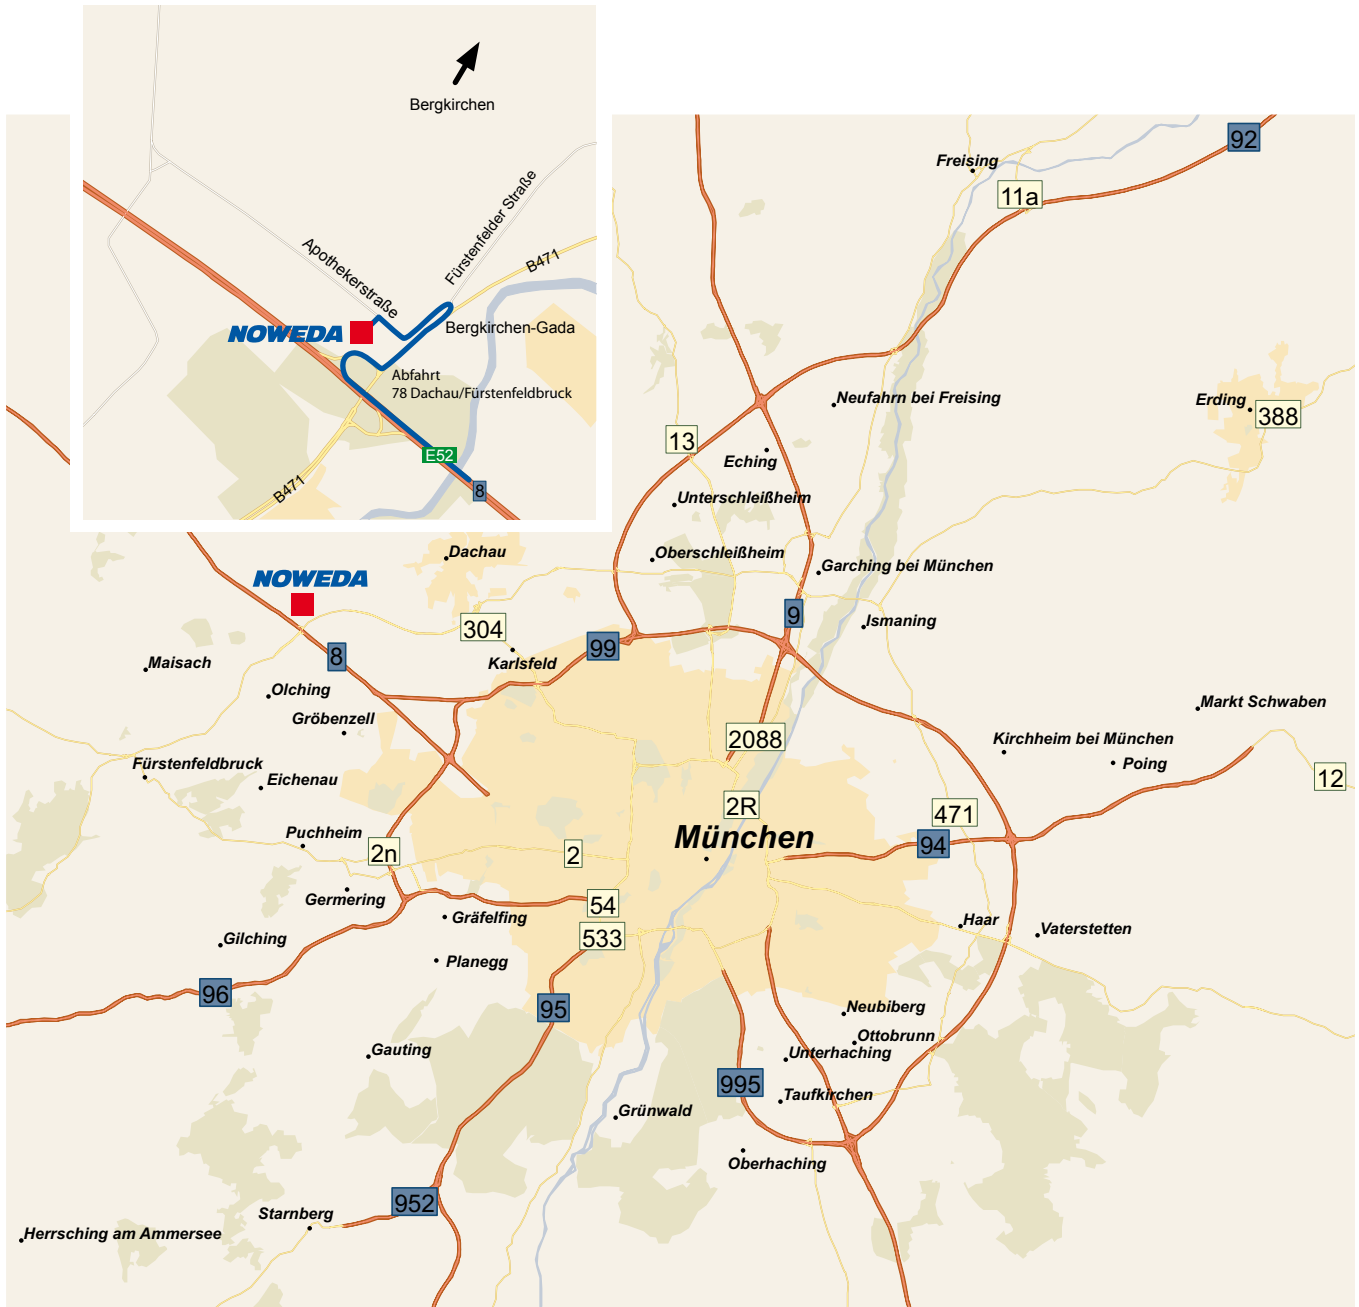 Bergkirchen
Apothekerstraße
Fürstenfelder Straße
B471
NOWEDA
Bergkirchen-Gada
Abfahrt
78 Dachau/Fürstenfeldbruck
E52
B471
8
92
Freising
11a
Neufahrn bei Freising
Erding
388
13
Eching
Unterschleißheim
Dachau
Oberschleißheim
Garching bei München
NOWEDA
9
Ismaning
304
99
8
Karlsfeld
Maisach
Olching
Gröbenzell
Markt Schwaben
2088
Kirchheim bei München
Poing
Fürstenfeldbruck
Eichenau
12
2R
471
Puchheim
München
94
2n
2
Germering
54
Gräfelfing
Haar
Vaterstetten
533
Gilching
Planegg
96
95
Neubiberg
Ottobrunn
Gauting
Unterhaching
995
Taufkirchen
Grünwald
Oberhaching
952
Starnberg
Herrsching am Ammersee